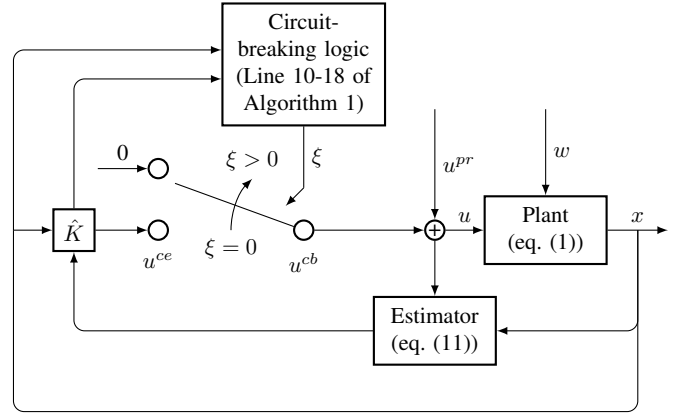 Circuit-
breaking logic
(Line 10-18 of
Algorithm 1)
0
ξ > 0
ξ
u^{pr}
w
K̂
u^{ce}
ξ = 0
u^{cb}
+
u
Plant
(eq. (1))
x
Estimator
(eq. (11))